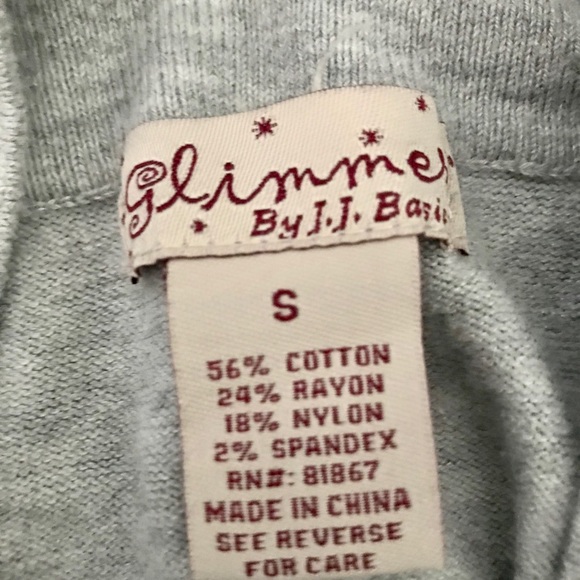 Glimmer
By J.J. Basic
S
56% COTTON
24% RAYON
18% NYLON
2% SPANDEX
RN#: 81867
MADE IN CHINA
SEE REVERSE
FOR CARE